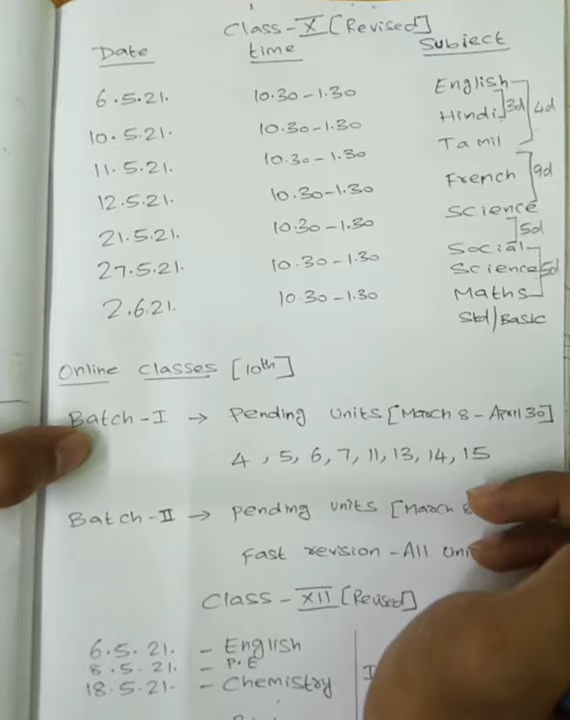 Class - X [Revised]
Date time Subject
6.5.21. 10.30-1.30 English
10.5.21. 10.30-1.30 Hindi 3d 4d
11.5.21. 10.30-1.30 Tamil
12.5.21. 10.30-1.30 French 9d
21.5.21. 10.30-1.30 Science
27.5.21. 10.30-1.30 Social 5d
Science 5d
2.6.21. 10.30-1.30 Maths
Std/Basic
Online classes [10th]
Batch-I → Pending Units [March 8 - April 30]
4, 5, 6, 7, 11, 13, 14, 15
Batch-II → pending units [March 8
Fast revision - All Uni
Class - XII [Revised]
6.5.21. - English
8.5.21. - P.E
18.5.21. - Chemistry